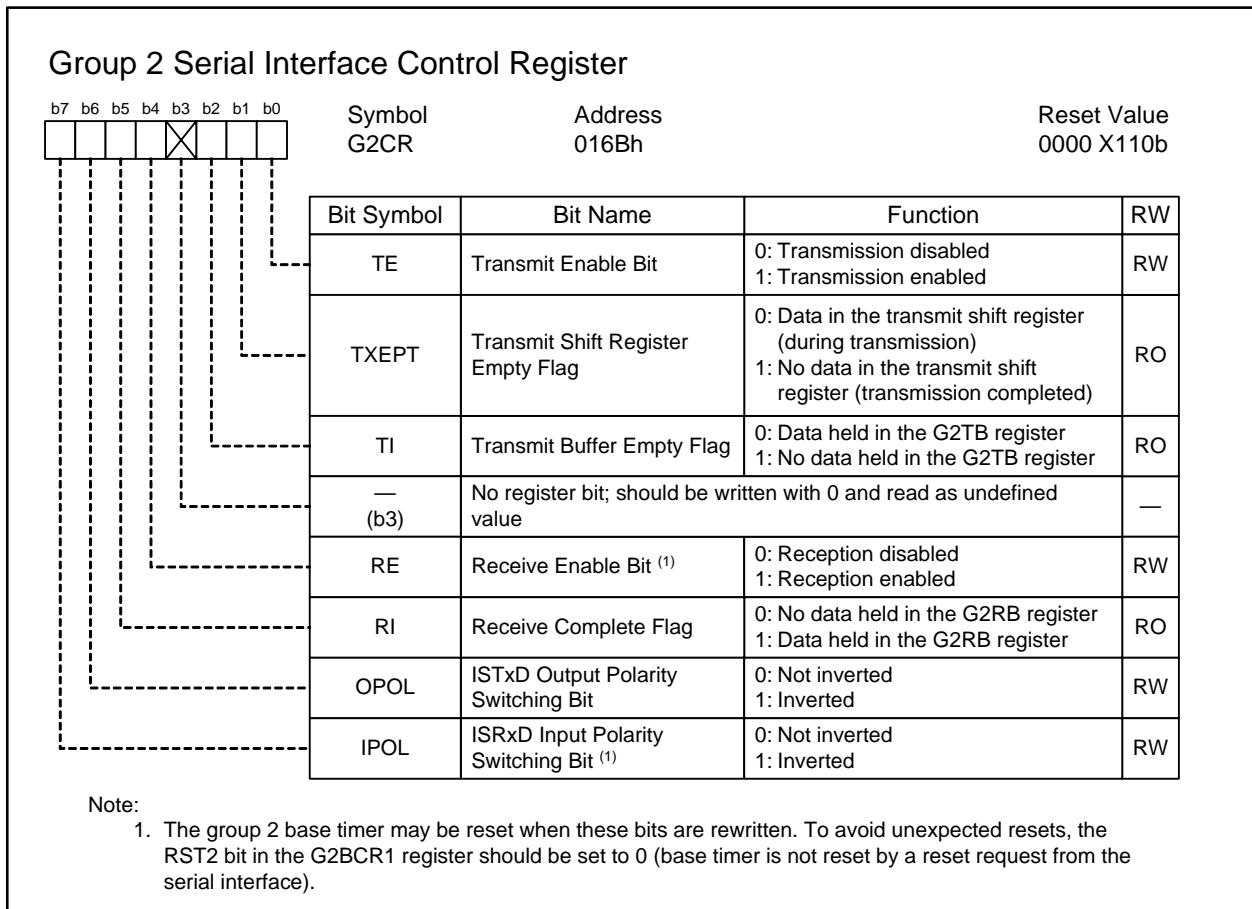 Group 2 Serial Interface Control Register
b7 b6 b5 b4 b3 b2 b1 b0
Symbol Address Reset Value
G2CR 016Bh 0000 X110b
Bit Symbol Bit Name Function RW
TE Transmit Enable Bit 0: Transmission disabled
1: Transmission enabled RW
TXEPT Transmit Shift Register
Empty Flag 0: Data in the transmit shift register
(during transmission)
1: No data in the transmit shift
register (transmission completed) RO
TI Transmit Buffer Empty Flag 0: Data held in the G2TB register
1: No data held in the G2TB register RO
—
(b3) No register bit; should be written with 0 and read as undefined
value —
RE Receive Enable Bit (1) 0: Reception disabled
1: Reception enabled RW
RI Receive Complete Flag 0: No data held in the G2RB register
1: Data held in the G2RB register RO
OPOL ISTxD Output Polarity
Switching Bit 0: Not inverted
1: Inverted RW
IPOL ISRxD Input Polarity
Switching Bit (1) 0: Not inverted
1: Inverted RW
Note:
1. The group 2 base timer may be reset when these bits are rewritten. To avoid unexpected resets, the
RST2 bit in the G2BCR1 register should be set to 0 (base timer is not reset by a reset request from the
serial interface).